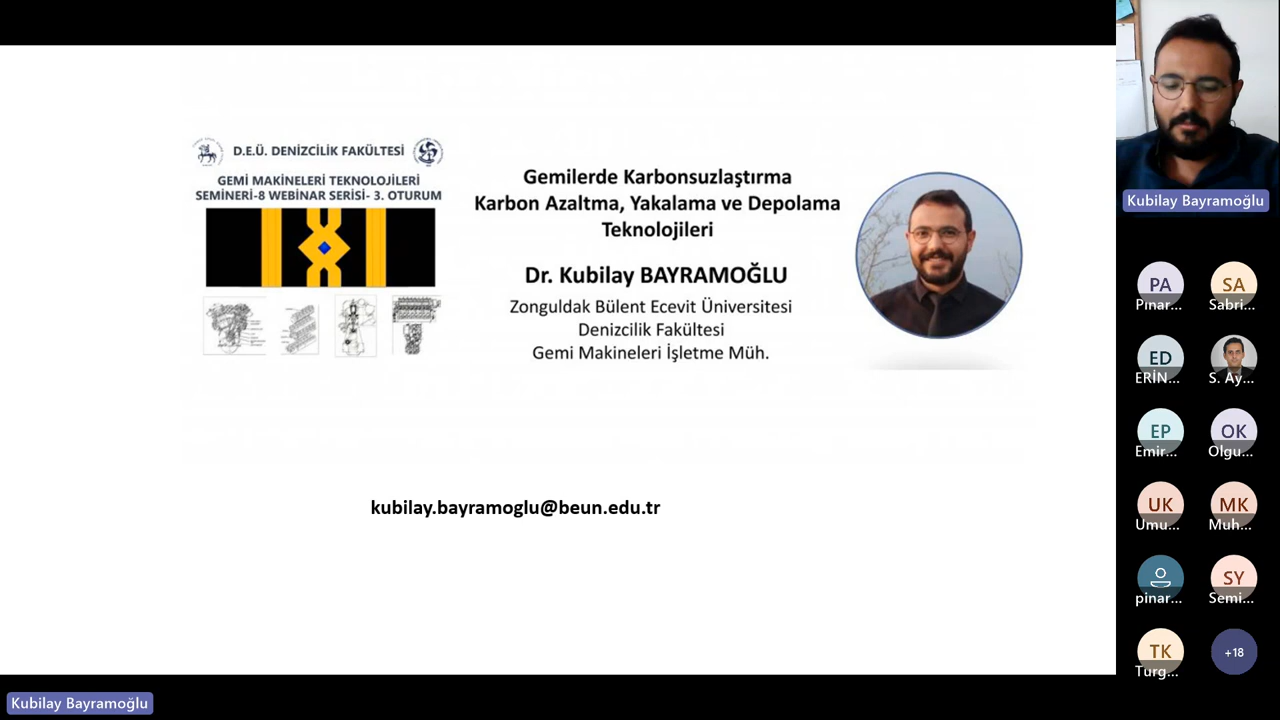 D.E.Ü. DENİZCİLİK FAKÜLTESİ
GEMİ MAKİNELERİ TEKNOLOJİLERİ
SEMİNERİ-8 WEBINAR SERİSİ- 3. OTURUM
Gemilerde Karbonsuzlaştırma
Karbon Azaltma, Yakalama ve Depolama
Teknolojileri
Dr. Kubilay BAYRAMOĞLU
Zonguldak Bülent Ecevit Üniversitesi
Denizcilik Fakültesi
Gemi Makineleri İşletme Müh.
kubilay.bayramoglu@beun.edu.tr
Kubilay Bayramoğlu
Kubilay Bayramoğlu
PA
Pınar...
SA
Sabri...
ED
ERİN...
S. Ay...
EP
Emir...
OK
Olgu...
UK
Umu...
MK
Muh...
pinar...
SY
Semi...
TK
Turg...
+18